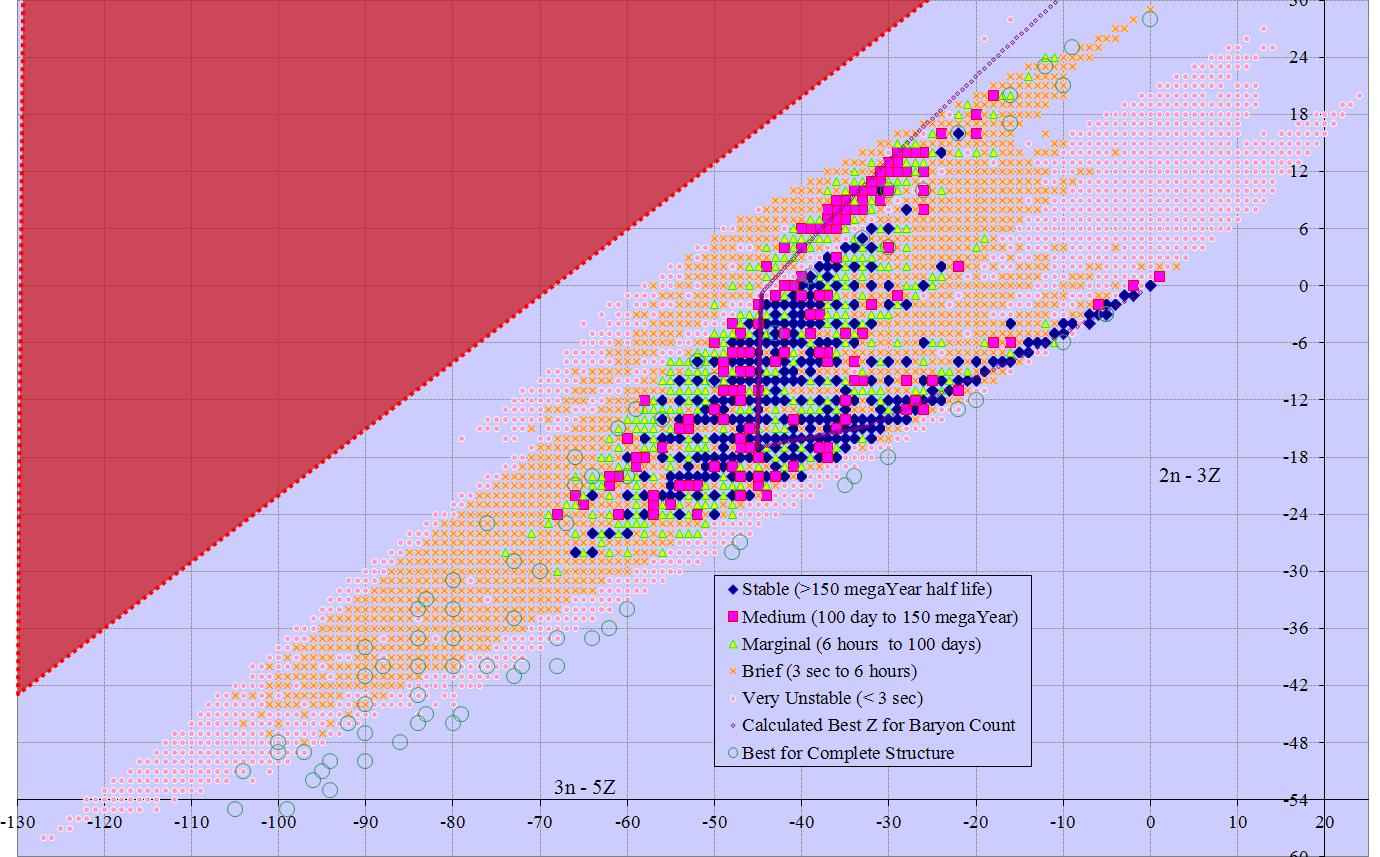 30
24
18
12
6
0
-6
-12
-18
2n - 3Z
-24
-30
Stable (>150 megaYear half life)
Medium (100 day to 150 megaYear)
Marginal (6 hours to 100 days)
Brief (3 sec to 6 hours)
Very Unstable (< 3 sec)
Calculated Best Z for Baryon Count
Best for Complete Structure
-36
-42
-48
3n - 5Z
-54
-130 -120 -110 -100 -90 -80 -70 -60 -50 -40 -30 -20 -10 0 10 20
60